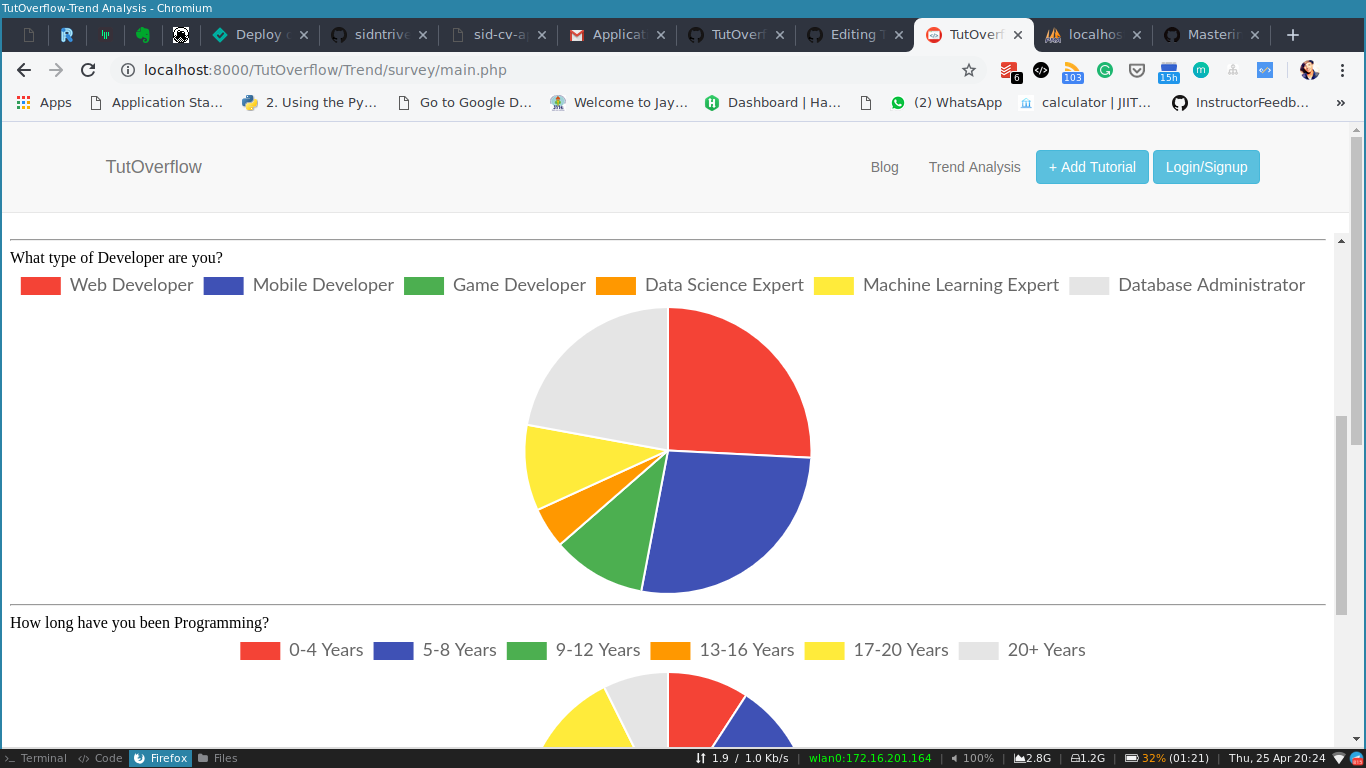 TutOverflow-Trend Analysis - Chromium
Deploy sidntrive sid-cv-ap Applicat TutOverf Editing T TutOverf localhos Masterin
localhost:8000/TutOverflow/Trend/survey/main.php 6 103 15h
Apps Application Sta... 2. Using the Py... Go to Google D... Welcome to Jay... Dashboard | Ha... (2) WhatsApp calculator | JIIT... InstructorFeedb... »
TutOverflow Blog Trend Analysis + Add Tutorial Login/Signup
What type of Developer are you?
Web Developer Mobile Developer Game Developer Data Science Expert Machine Learning Expert Database Administrator
How long have you been Programming?
0-4 Years 5-8 Years 9-12 Years 13-16 Years 17-20 Years 20+ Years
Terminal Code Firefox Files 1.9 / 1.0 Kb/s wlan0:172.16.201.164 100% 2.8G 1.2G 32% (01:21) Thu, 25 Apr 20:24